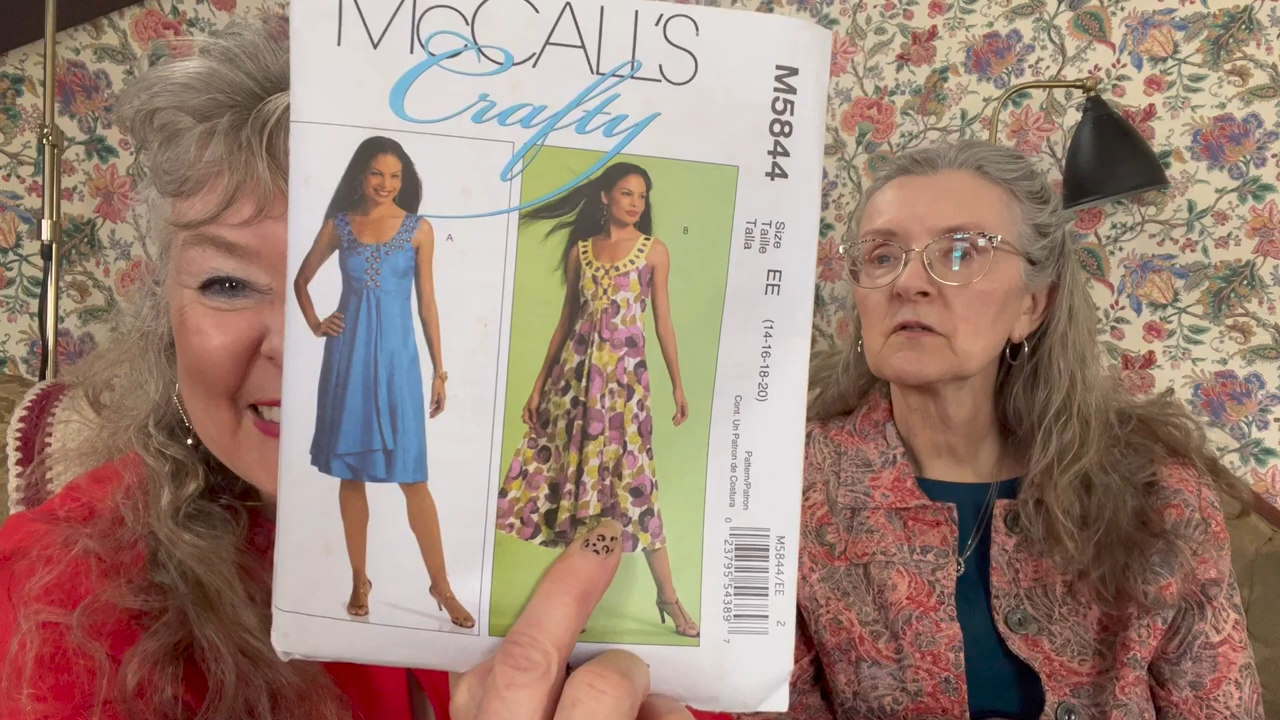 McCALL'S
Crafty
A
B
M5844
Size
Taille
Talla
EE (14-16-18-20)
Pattern/Patron
Cont. Un Patron de Costura
M5844/EE 2
0 23795 54389 7